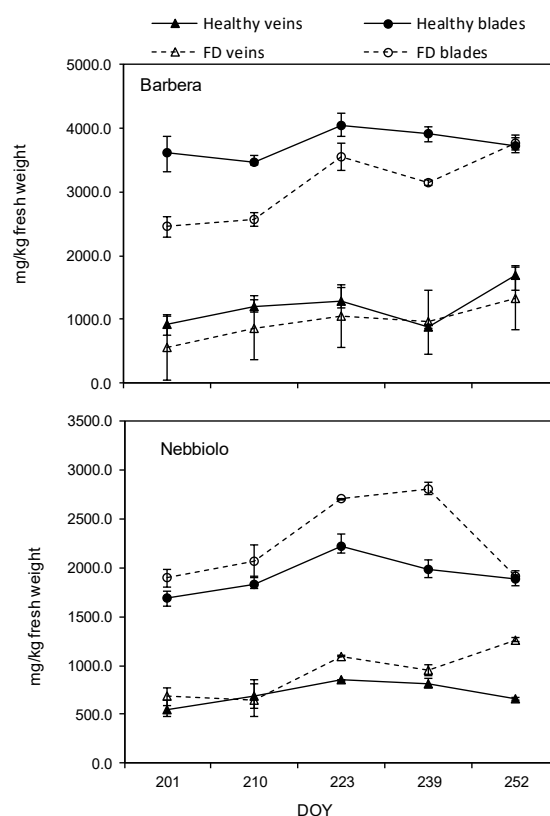 Healthy veins Healthy blades
FD veins FD blades
5000.0
Barbera
4000.0
3000.0
2000.0
1000.0
0.0
mg/kg fresh weight
3500.0
Nebbiolo
3000.0
2500.0
2000.0
1500.0
1000.0
500.0
0.0
mg/kg fresh weight
201 210 223 239 252
DOY